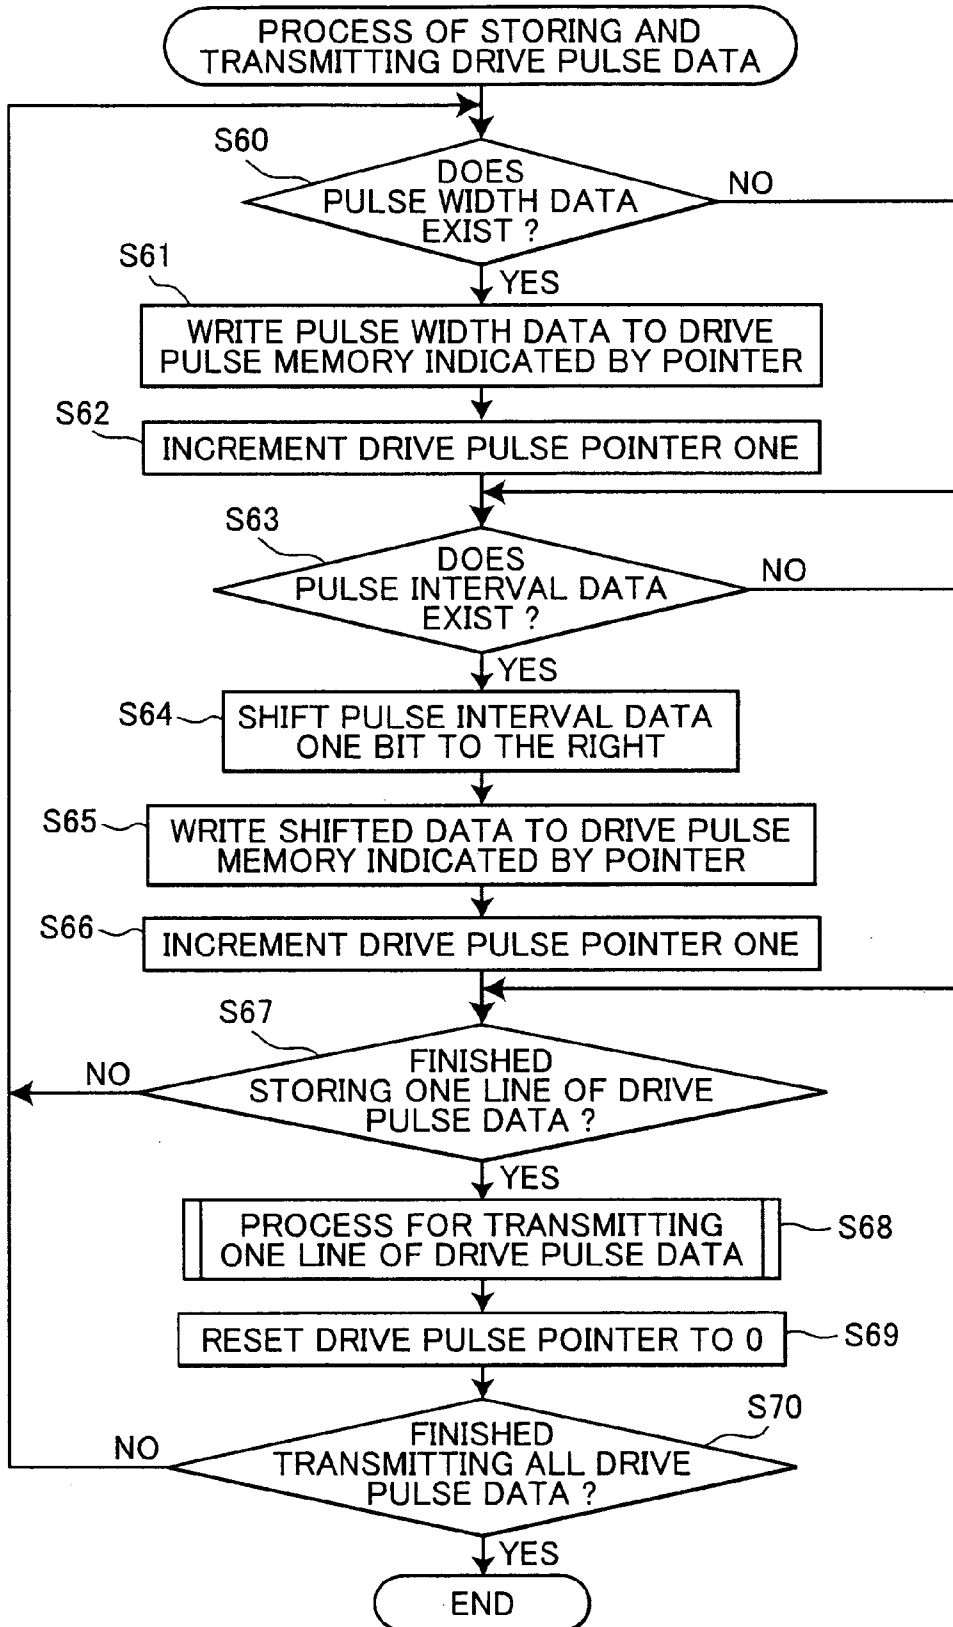 PROCESS OF STORING AND
TRANSMITTING DRIVE PULSE DATA
S60
DOES
PULSE WIDTH DATA
EXIST ?
NO
YES
S61
WRITE PULSE WIDTH DATA TO DRIVE
PULSE MEMORY INDICATED BY POINTER
S62
INCREMENT DRIVE PULSE POINTER ONE
S63
DOES
PULSE INTERVAL DATA
EXIST ?
NO
YES
S64
SHIFT PULSE INTERVAL DATA
ONE BIT TO THE RIGHT
S65
WRITE SHIFTED DATA TO DRIVE PULSE
MEMORY INDICATED BY POINTER
S66
INCREMENT DRIVE PULSE POINTER ONE
S67
FINISHED
STORING ONE LINE OF DRIVE
PULSE DATA ?
NO
YES
PROCESS FOR TRANSMITTING
ONE LINE OF DRIVE PULSE DATA
S68
RESET DRIVE PULSE POINTER TO 0
S69
S70
FINISHED
TRANSMITTING ALL DRIVE
PULSE DATA ?
NO
YES
END